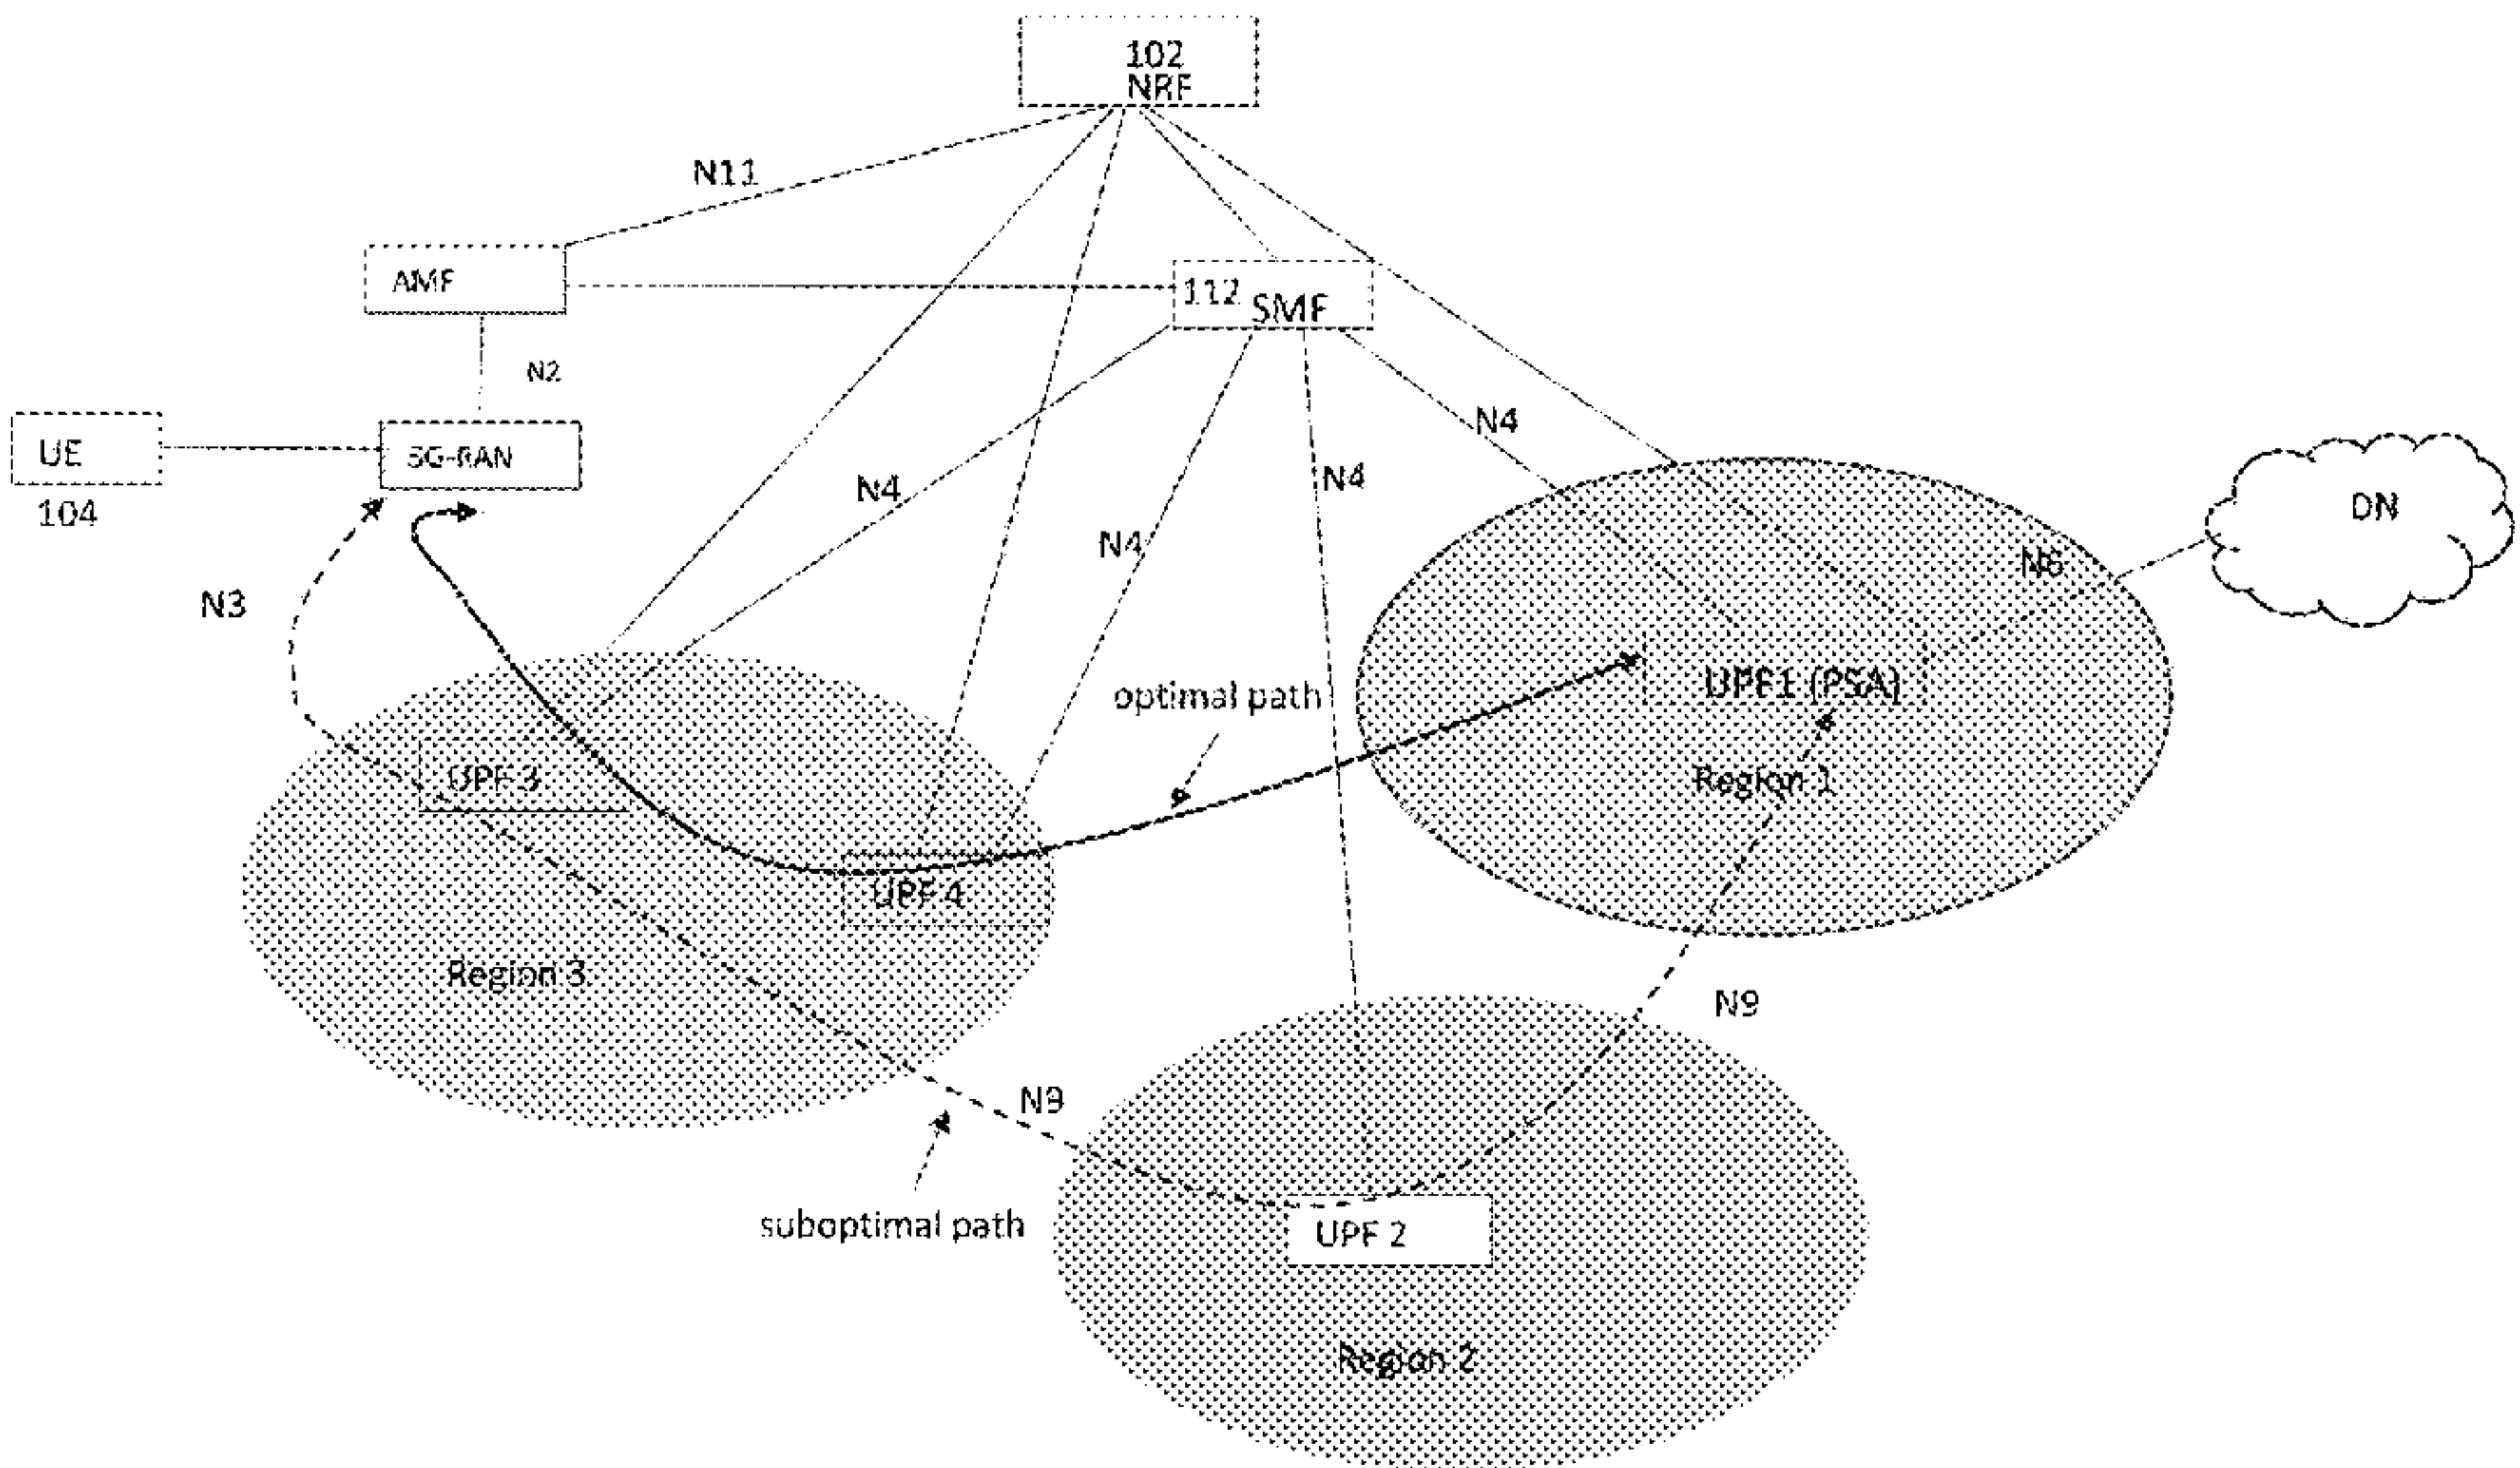 102
NRF
N11
AMF
112
SMF
N2
N4
UE
5G-RAN
N4
N4
DN
104
N4
N6
N3
optimal path
UPF1 (PSA)
UPF 3
Region 1
UPF 4
Region 3
N9
N9
suboptimal path
UPF 2
Region 2